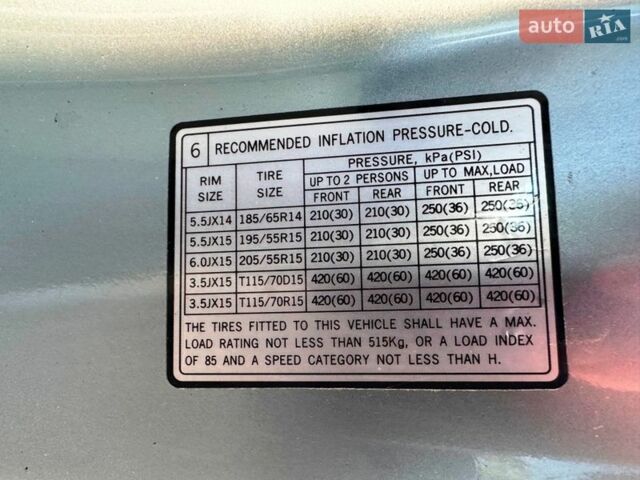 auto RIA.com
6 RECOMMENDED INFLATION PRESSURE-COLD.
RIM SIZE TIRE SIZE PRESSURE, kPa(PSI)
UP TO 2 PERSONS UP TO MAX,LOAD
FRONT REAR FRONT REAR
5.5JX14 185/65R14 210(30) 210(30) 250(36) 250(36)
5.5JX15 195/55R15 210(30) 210(30) 250(36) 250(36)
6.0JX15 205/55R15 210(30) 210(30) 250(36) 250(36)
3.5JX15 T115/70D15 420(60) 420(60) 420(60) 420(60)
3.5JX15 T115/70R15 420(60) 420(60) 420(60) 420(60)
THE TIRES FITTED TO THIS VEHICLE SHALL HAVE A MAX.
LOAD RATING NOT LESS THAN 515Kg, OR A LOAD INDEX
OF 85 AND A SPEED CATEGORY NOT LESS THAN H.